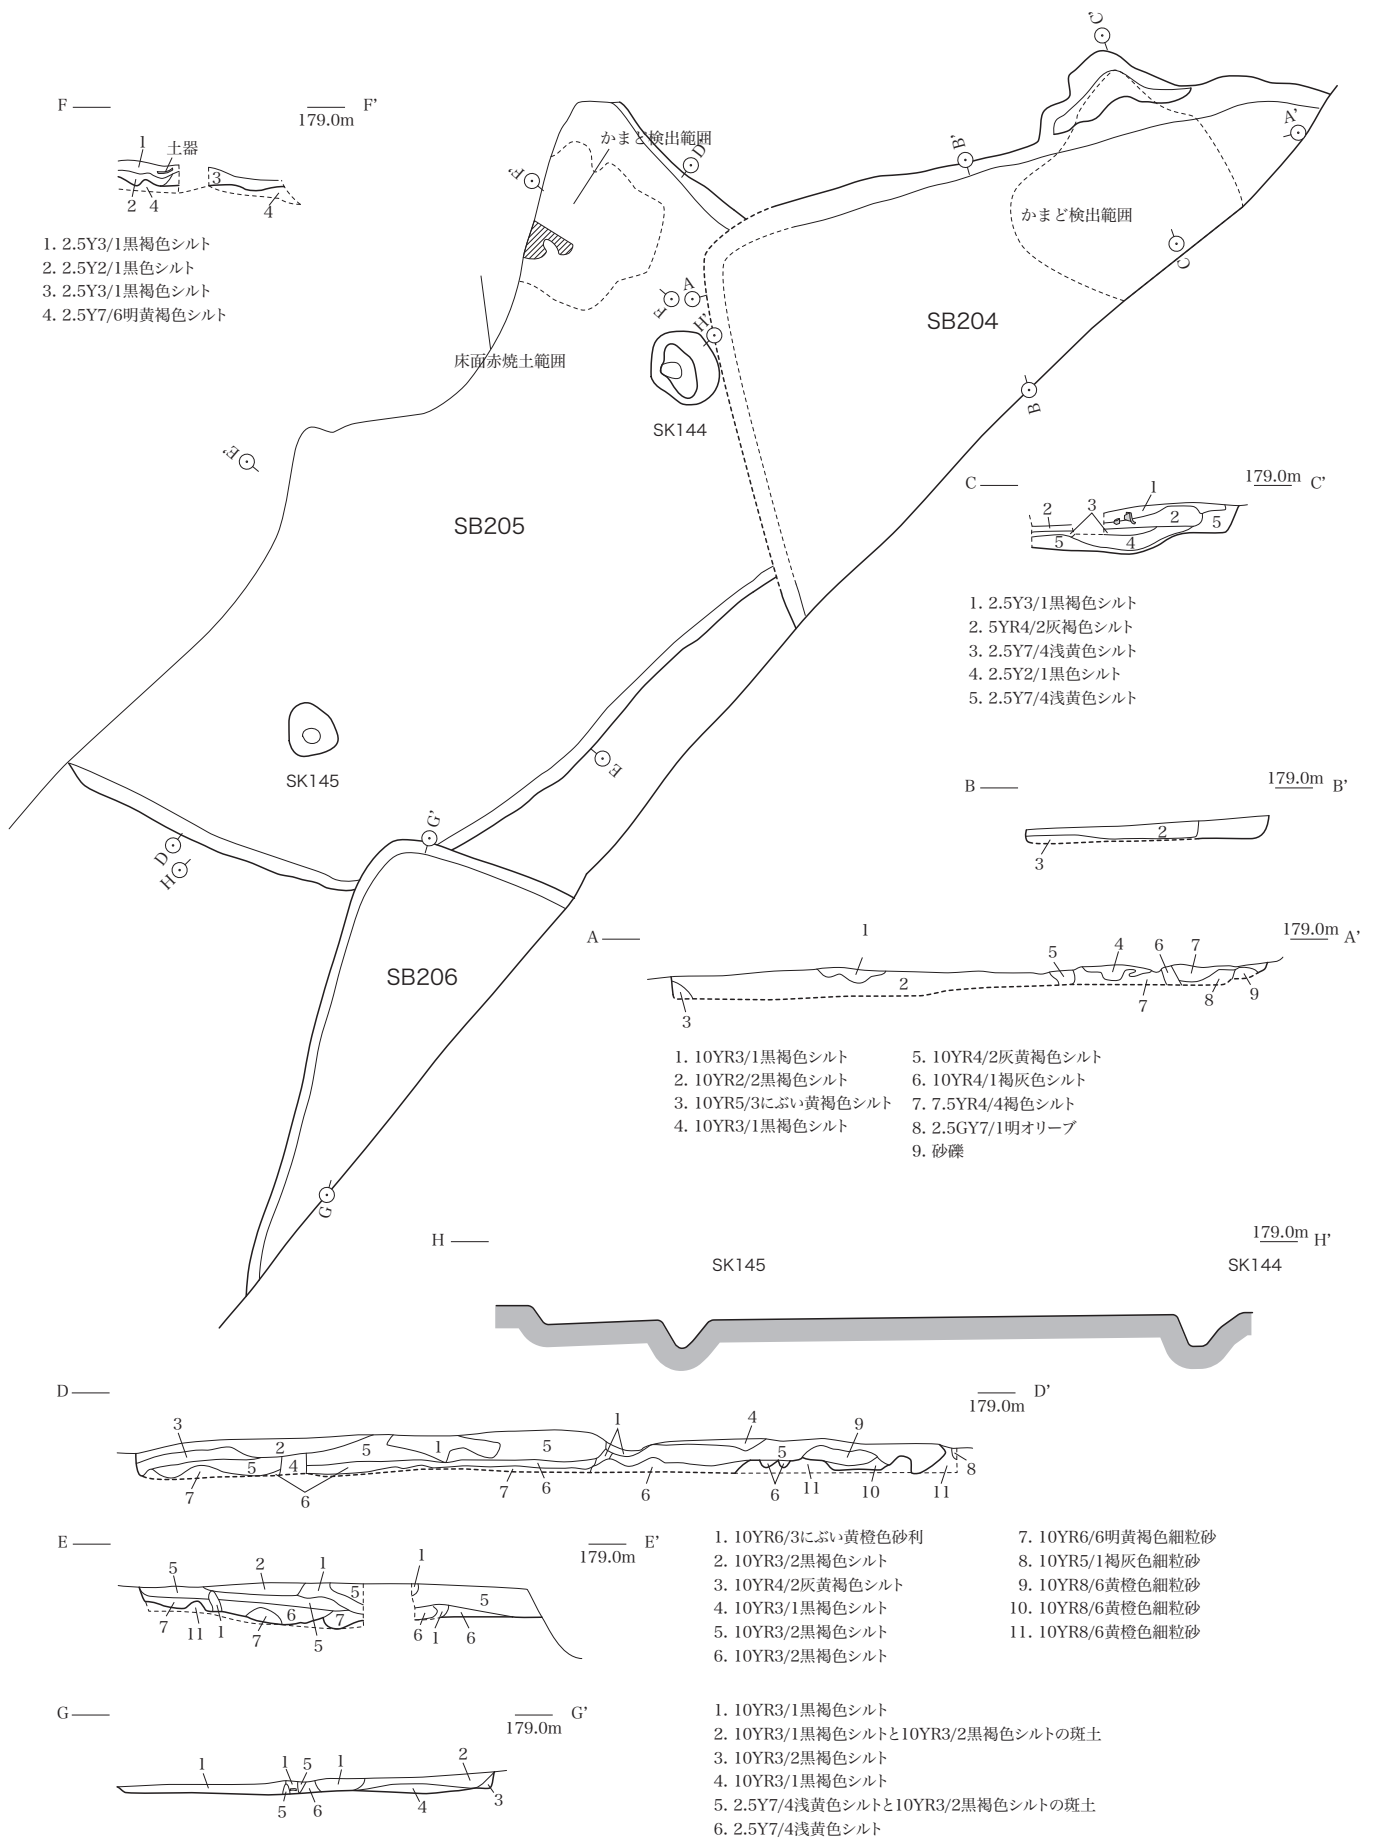 C'
F F'
179.0m
1 土器
3
2 4 4
1. 2.5Y3/1黒褐色シルト
2. 2.5Y2/1黒色シルト
3. 2.5Y3/1黒褐色シルト
4. 2.5Y7/6明黄褐色シルト
かまど検出範囲
D'
F'
B'
A'
かまど検出範囲
C
A
F
H'
SB204
床面赤焼土範囲
B
SK144
E'
SB205
C 179.0m C'
1
2 3 2 5
5 4
1. 2.5Y3/1黒褐色シルト
2. 5YR4/2灰褐色シルト
3. 2.5Y7/4浅黄色シルト
4. 2.5Y2/1黒色シルト
5. 2.5Y7/4浅黄色シルト
SK145
E
G'
D
H
B 179.0m B'
2
3
SB206
G
A 179.0m A'
1
5 4 6 7
2
3 7 8 9
1. 10YR3/1黒褐色シルト
2. 10YR2/2黒褐色シルト
3. 10YR5/3にぶい黄褐色シルト
4. 10YR3/1黒褐色シルト
5. 10YR4/2灰黄褐色シルト
6. 10YR4/1褐灰色シルト
7. 7.5YR4/4褐色シルト
8. 2.5GY7/1明オリーブ
9. 砂礫
H 179.0m H'
SK145 SK144
D D'
179.0m
3 2 5 1 5 1 4 5 9
5 4
7 6 7 6 6 6 11 10 11 8
E E'
179.0m
5 2 1 5 1 5
6 7
7 11 1 7 5 6 1 6
1. 10YR6/3にぶい黄橙色砂利
2. 10YR3/2黒褐色シルト
3. 10YR4/2灰黄褐色シルト
4. 10YR3/1黒褐色シルト
5. 10YR3/2黒褐色シルト
6. 10YR3/2黒褐色シルト
7. 10YR6/6明黄褐色細粒砂
8. 10YR5/1褐灰色細粒砂
9. 10YR8/6黄橙色細粒砂
10. 10YR8/6黄橙色細粒砂
11. 10YR8/6黄橙色細粒砂
G G'
179.0m
1 1 5 1 2
5 6 4 3
1. 10YR3/1黒褐色シルト
2. 10YR3/1黒褐色シルトと10YR3/2黒褐色シルトの斑土
3. 10YR3/2黒褐色シルト
4. 10YR3/1黒褐色シルト
5. 2.5Y7/4浅黄色シルトと10YR3/2黒褐色シルトの斑土
6. 2.5Y7/4浅黄色シルト